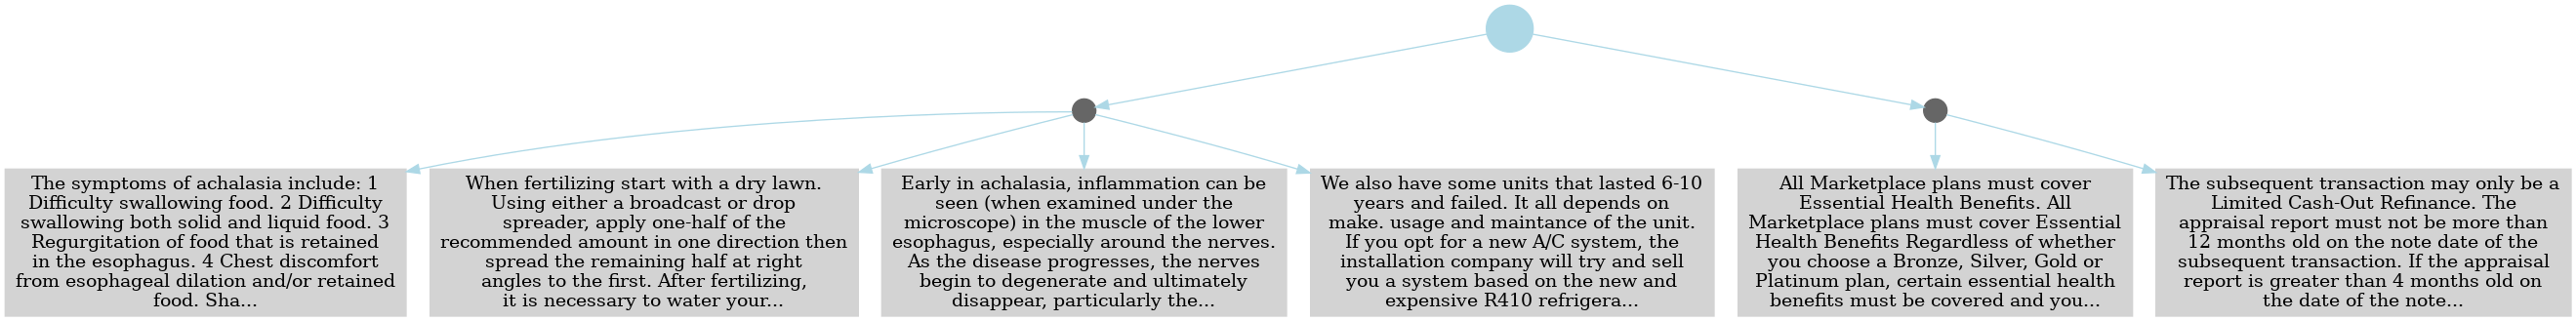 The symptoms of achalasia include: 1
Difficulty swallowing food. 2 Difficulty
swallowing both solid and liquid food. 3
Regurgitation of food that is retained
in the esophagus. 4 Chest discomfort
from esophageal dilation and/or retained
food. Sha...
When fertilizing start with a dry lawn.
Using either a broadcast or drop
spreader, apply one-half of the
recommended amount in one direction then
spread the remaining half at right
angles to the first. After fertilizing,
it is necessary to water your...
Early in achalasia, inflammation can be
seen (when examined under the
microscope) in the muscle of the lower
esophagus, especially around the nerves.
As the disease progresses, the nerves
begin to degenerate and ultimately
disappear, particularly the...
We also have some units that lasted 6-10
years and failed. It all depends on
make. usage and maintance of the unit.
If you opt for a new A/C system, the
installation company will try and sell
you a system based on the new and
expensive R410 refrigera...
All Marketplace plans must cover
Essential Health Benefits. All
Marketplace plans must cover Essential
Health Benefits Regardless of whether
you choose a Bronze, Silver, Gold or
Platinum plan, certain essential health
benefits must be covered and you...
The subsequent transaction may only be a
Limited Cash-Out Refinance. The
appraisal report must not be more than
12 months old on the note date of the
subsequent transaction. If the appraisal
report is greater than 4 months old on
the date of the note...